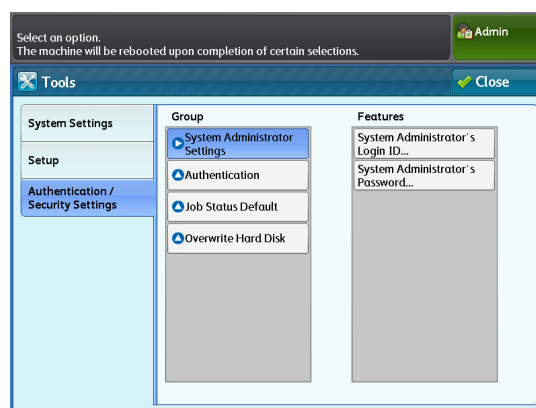 Select an option.
The machine will be rebooted upon completion of certain selections.
Admin
Tools
Close
System Settings
Setup
Authentication /
Security Settings
Group
System Administrator
Settings
Authentication
Job Status Default
Overwrite Hard Disk
Features
System Administrator's
Login ID...
System Administrator's
Password...